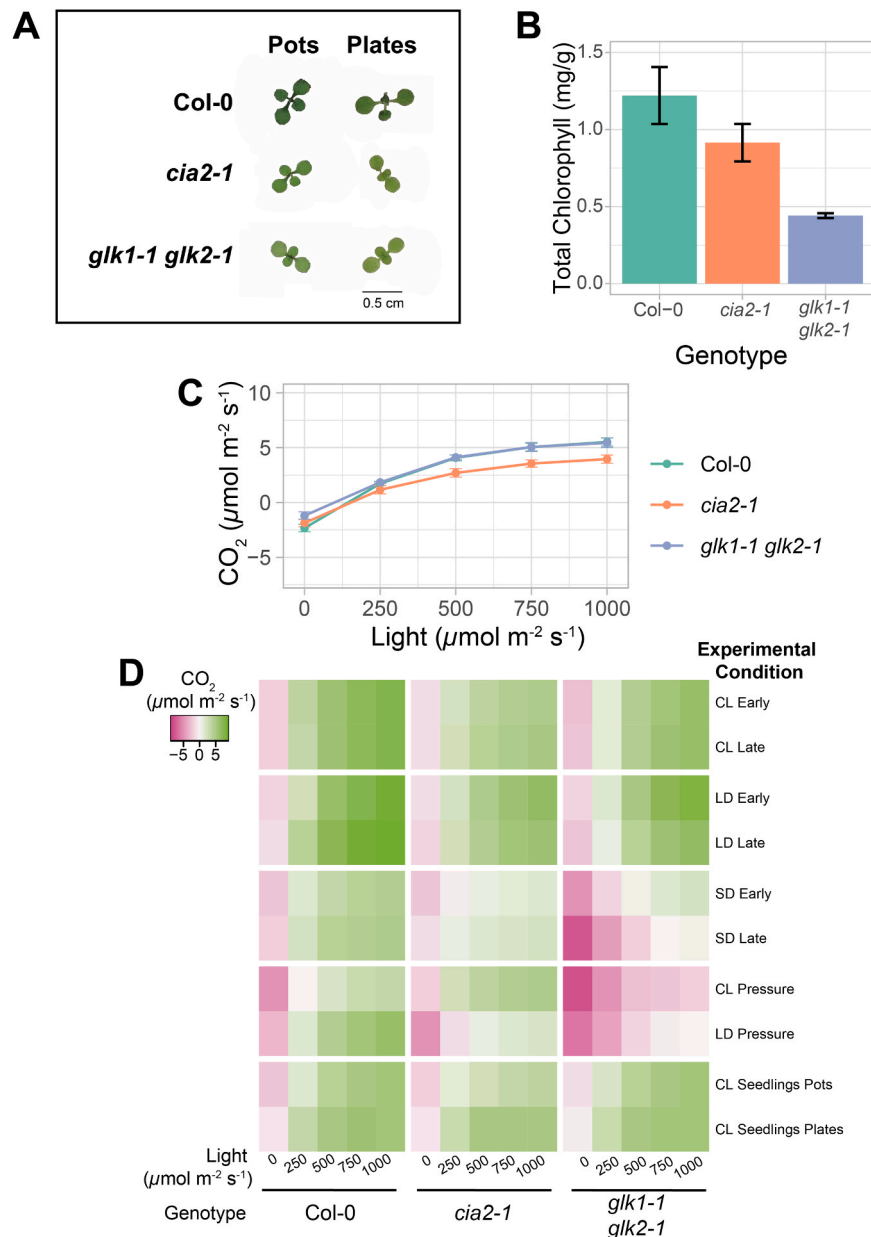 A
Pots Plates
Col-0
cia2-1
glk1-1 glk2-1
0.5 cm
B
Total Chlorophyll (mg/g)
1.5
1.0
0.5
0.0
Col−0 cia2-1 glk1-1
glk2-1
Genotype
C
CO2 (µmol m-2 s-1)
10
5
0
−5
0 250 500 750 1000
Light (µmol m-2 s-1)
Col-0
cia2-1
glk1-1 glk2-1
D
CO2
(µmol m-2 s-1)
−5 0 5
Experimental
Condition
CL Early
CL Late
LD Early
LD Late
SD Early
SD Late
CL Pressure
LD Pressure
CL Seedlings Pots
CL Seedlings Plates
Light
(µmol m-2 s-1)
0 250 500 750 1000 0 250 500 750 1000 0 250 500 750 1000
Genotype Col-0 cia2-1 glk1-1
glk2-1